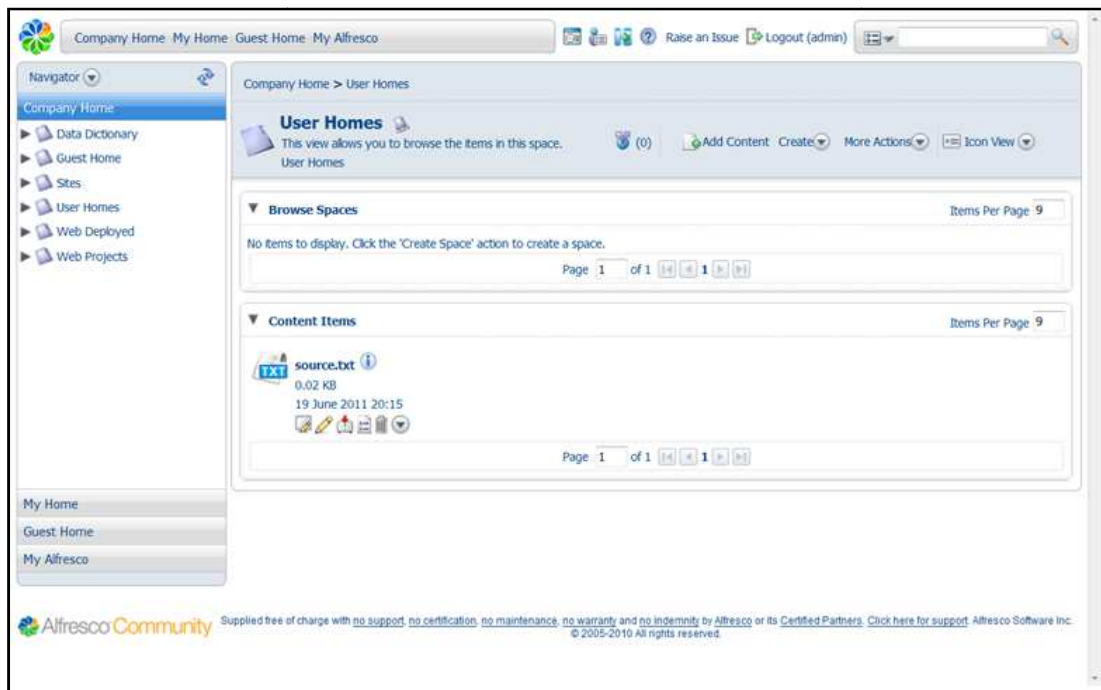 Company Home My Home Guest Home My Alfresco
Raise an Issue Logout (admin)
Navigator
Company Home
Data Dictionary
Guest Home
Sites
User Homes
Web Deployed
Web Projects
My Home
Guest Home
My Alfresco
Company Home > User Homes
User Homes
This view allows you to browse the items in this space.
User Homes
(0) Add Content Create More Actions Icon View
Browse Spaces Items Per Page 9
No items to display. Click the 'Create Space' action to create a space.
Page 1 of 1 1
Content Items Items Per Page 9
TXT source.txt
0.02 KB
19 June 2011 20:15
Page 1 of 1 1
Alfresco Community
Supplied free of charge with no support, no certification, no maintenance, no warranty and no indemnity by Alfresco or its Certified Partners. Click here for support. Alfresco Software Inc.
© 2005-2010 All rights reserved.